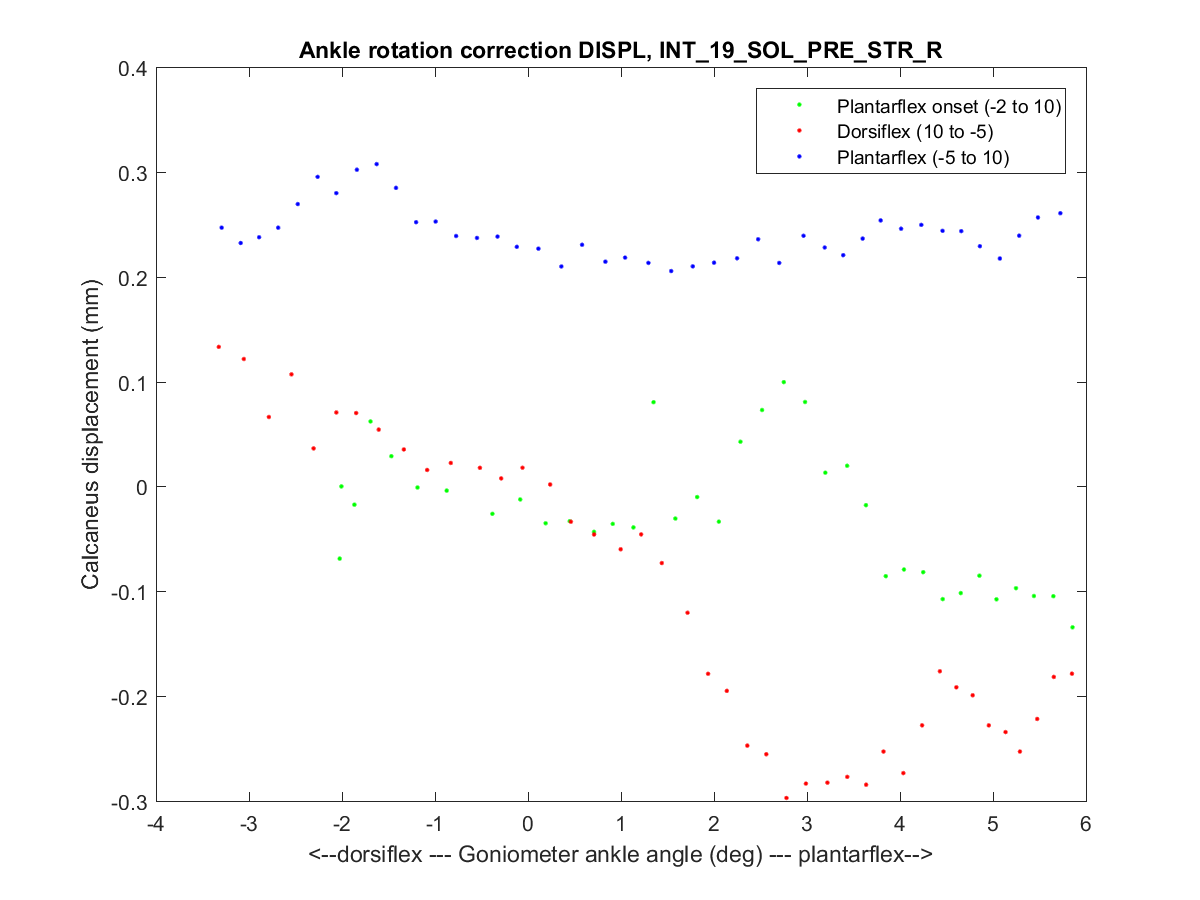 Ankle rotation correction DISPL, INT_19_SOL_PRE_STR_R
0.4
0.3
0.2
0.1
0
-0.1
-0.2
-0.3
Calcaneus displacement (mm)
Plantarflex onset (-2 to 10)
Dorsiflex (10 to -5)
Plantarflex (-5 to 10)
-4 -3 -2 -1 0 1 2 3 4 5 6
<--dorsiflex --- Goniometer ankle angle (deg) --- plantarflex-->